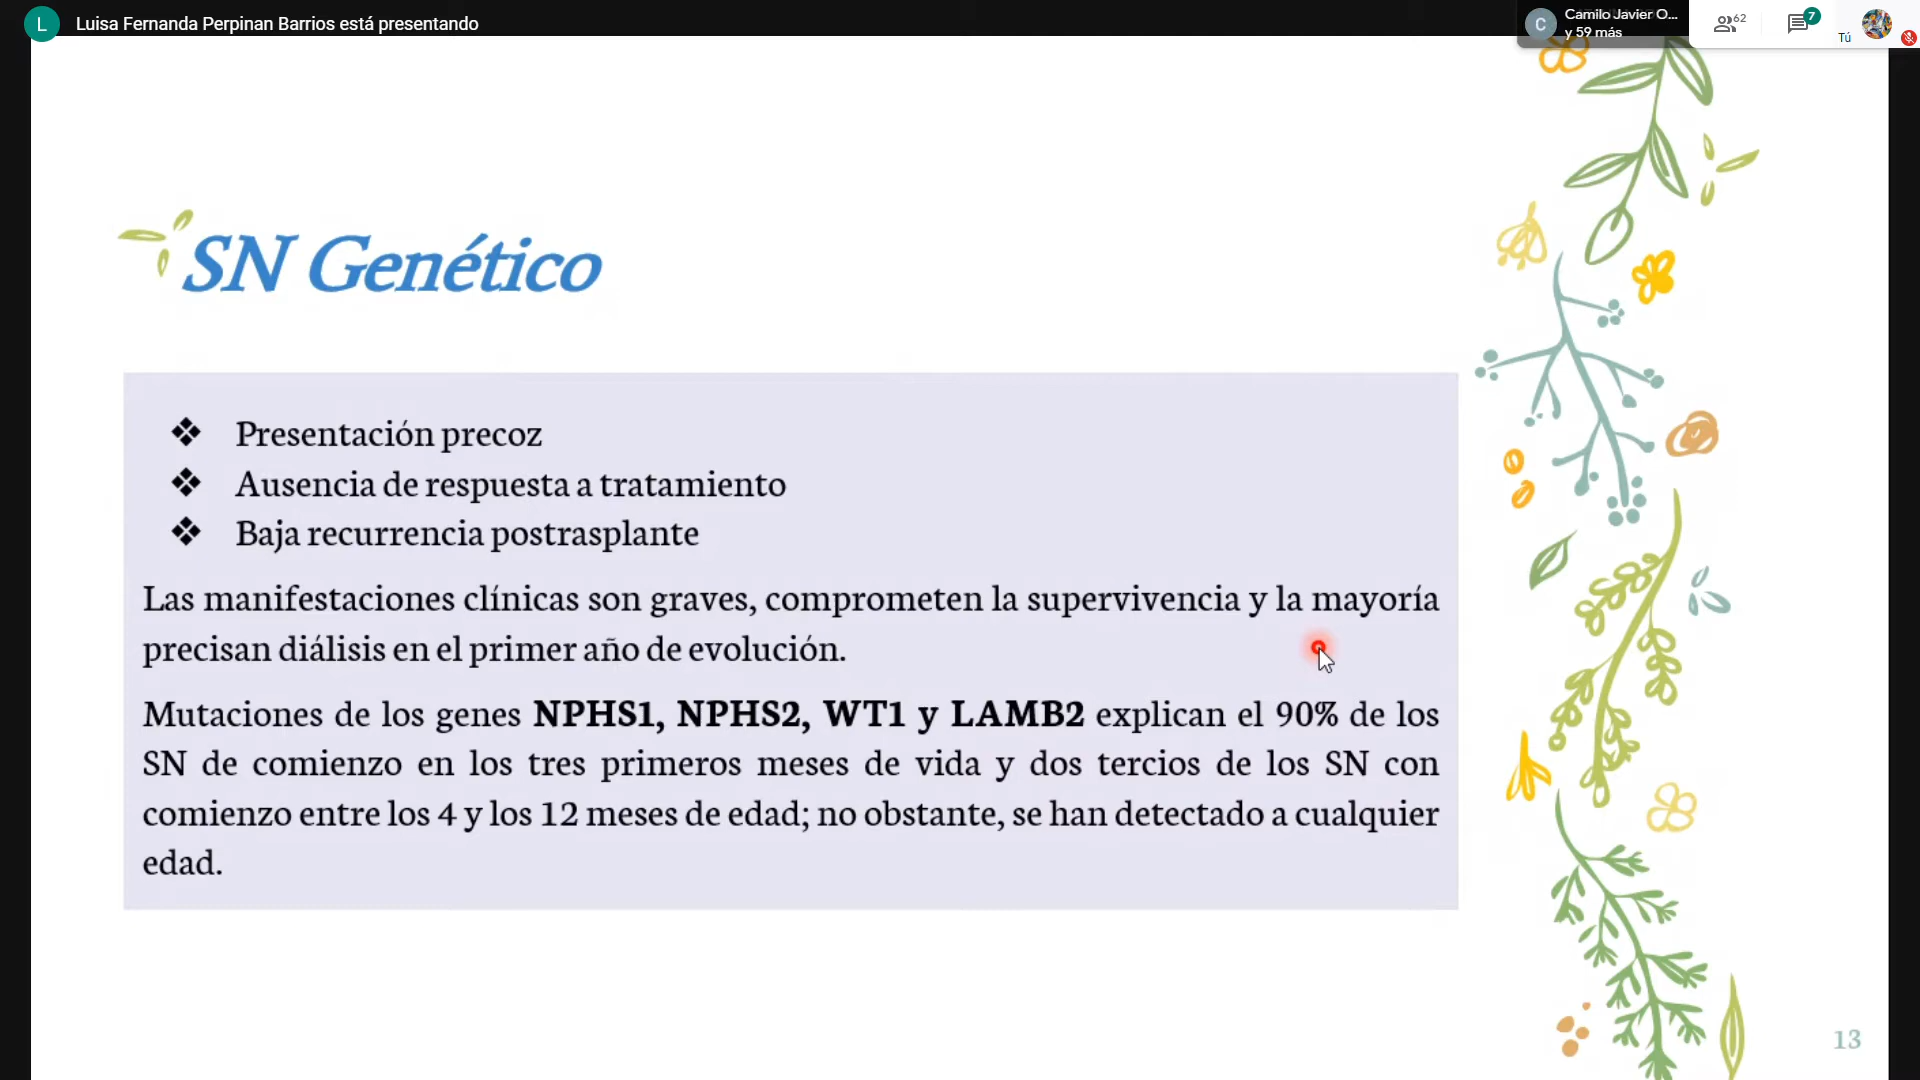 L Luisa Fernanda Perpinan Barrios está presentando
C Camilo Javier O...
y 59 más
62
7
Tú
SN Genético
❖ Presentación precoz
❖ Ausencia de respuesta a tratamiento
❖ Baja recurrencia postrasplante
Las manifestaciones clínicas son graves, comprometen la supervivencia y la mayoría
precisan diálisis en el primer año de evolución.
Mutaciones de los genes NPHS1, NPHS2, WT1 y LAMB2 explican el 90% de los
SN de comienzo en los tres primeros meses de vida y dos tercios de los SN con
comienzo entre los 4 y los 12 meses de edad; no obstante, se han detectado a cualquier
edad.
13